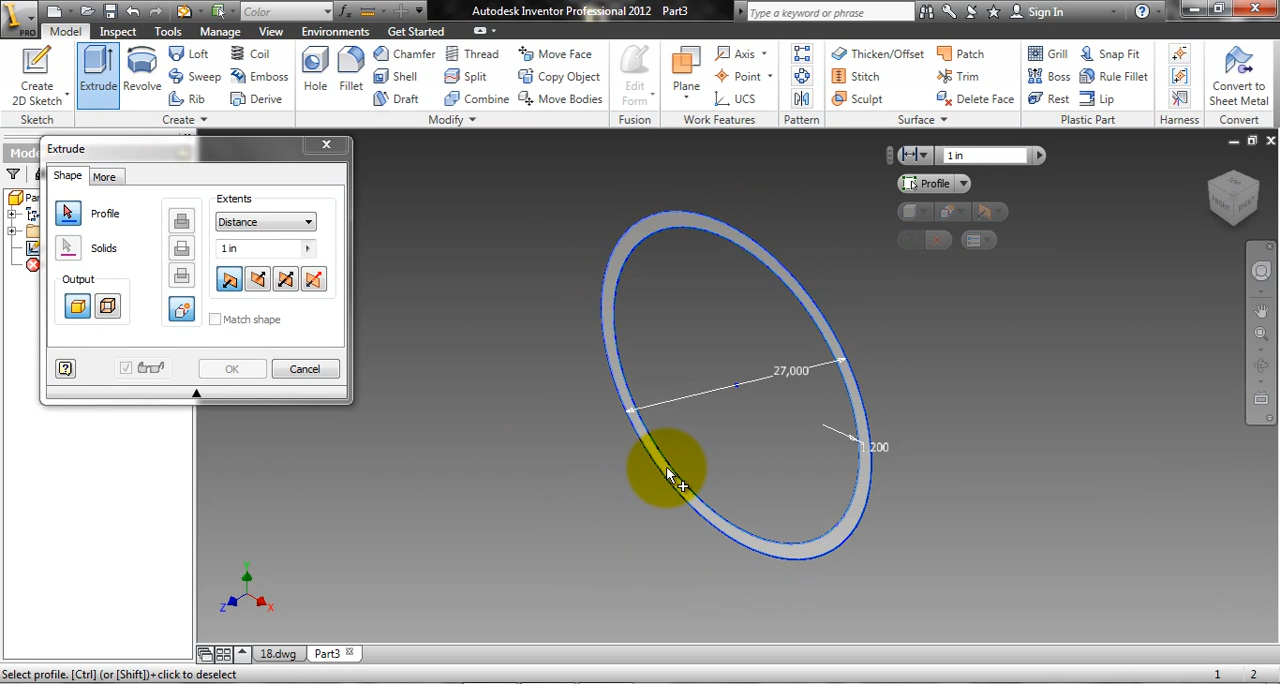 Color
Autodesk Inventor Professional 2012 Part3
Type a keyword or phrase
Sign In
PRO
Model Inspect Tools Manage View Environments Get Started
Create
2D Sketch
Extrude
Revolve
Loft
Sweep
Rib
Coil
Emboss
Derive
Hole
Fillet
Chamfer
Shell
Draft
Thread
Split
Combine
Move Face
Copy Object
Move Bodies
Edit
Form
Plane
Axis
Point
UCS
Thicken/Offset
Stitch
Sculpt
Patch
Trim
Delete Face
Grill
Boss
Rest
Snap Fit
Rule Fillet
Lip
Convert to
Sheet Metal
Sketch Create Modify Fusion Work Features Pattern Surface Plastic Part Harness Convert
Extrude
Shape More
Profile
Solids
Output
Extents
Distance
1 in
Match shape
OK Cancel
1 in
Profile
FRONT RIGHT
27,000
1,200
Y
Z
X
18.dwg Part3
Select profile. [Ctrl] (or [Shift])+click to deselect
1 2